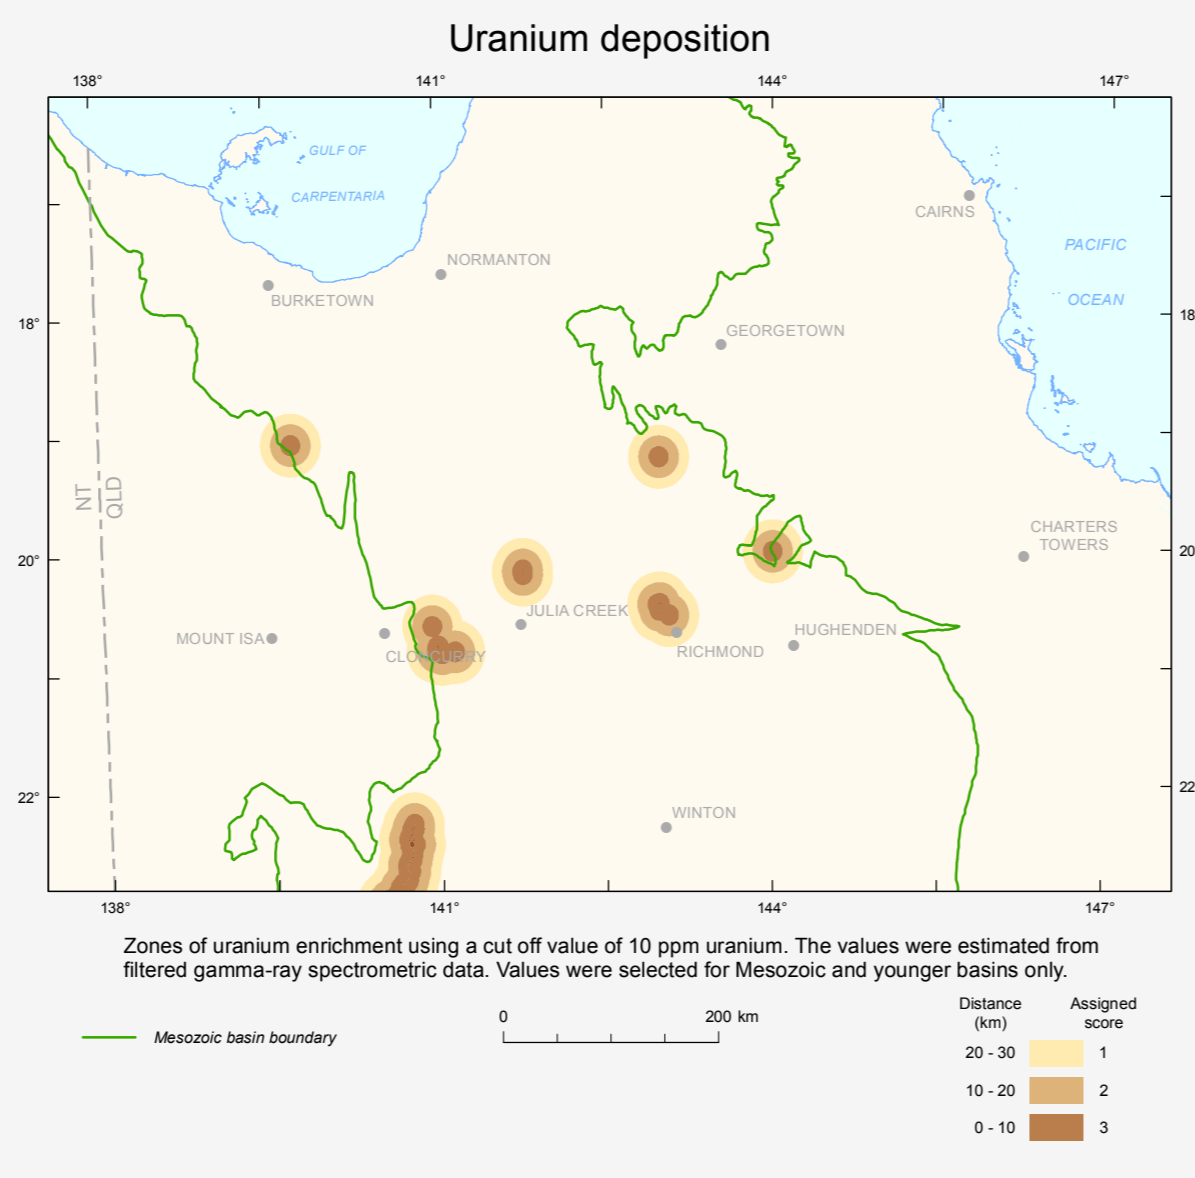 Uranium deposition
138° 141° 144° 147°
GULF OF
CARPENTARIA
CAIRNS
PACIFIC
OCEAN
NORMANTON
BURKETOWN
18° 18
GEORGETOWN
NT
QLD
CHARTERS
TOWERS
20° 20
JULIA CREEK
MOUNT ISA
CLONCURRY
RICHMOND
HUGHENDEN
22° 22
WINTON
138° 141° 144° 147°
Zones of uranium enrichment using a cut off value of 10 ppm uranium. The values were estimated from
filtered gamma-ray spectrometric data. Values were selected for Mesozoic and younger basins only.
Mesozoic basin boundary
0 200 km
Distance (km) Assigned score
20 - 30 1
10 - 20 2
0 - 10 3